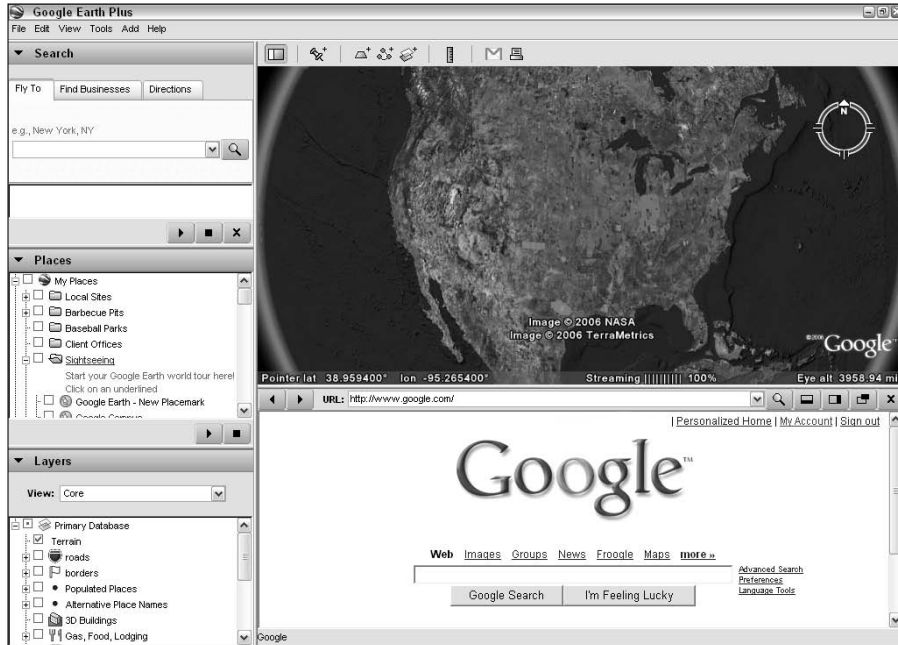 Google Earth Plus
File Edit View Tools Add Help
Search
Fly To Find Businesses Directions
e.g., New York, NY
Places
My Places
Local Sites
Barbecue Pits
Baseball Parks
Client Offices
Sightseeing
Start your Google Earth world tour here!
Click on an underlined
Google Earth - New Placemark
Google Campus
Layers
View: Core
Primary Database
Terrain
roads
borders
Populated Places
Alternative Place Names
3D Buildings
Gas, Food, Lodging
N
Image © 2006 NASA
Image © 2006 TerraMetrics
©2006 Google
Pointer lat 38.959400° lon -95.265400° Streaming |||||||||| 100% Eye alt 3958.94 mi
URL: http://www.google.com/
| Personalized Home | My Account | Sign out
Google™
Web Images Groups News Froogle Maps more »
Advanced Search
Preferences
Language Tools
Google Search I'm Feeling Lucky
Google